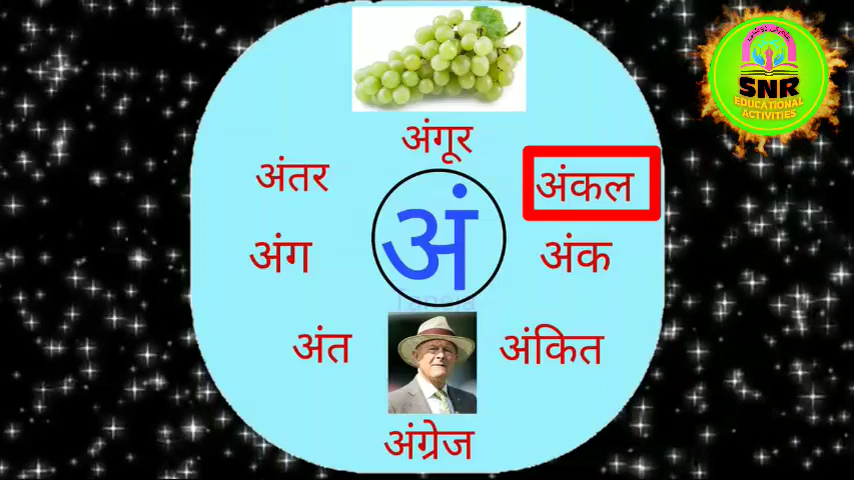 अंगूर
अंतर
अंकल
अं
अंग
अंक
अंत
अंकित
अंग्रेज
SNR
EDUCATIONAL
ACTIVITIES